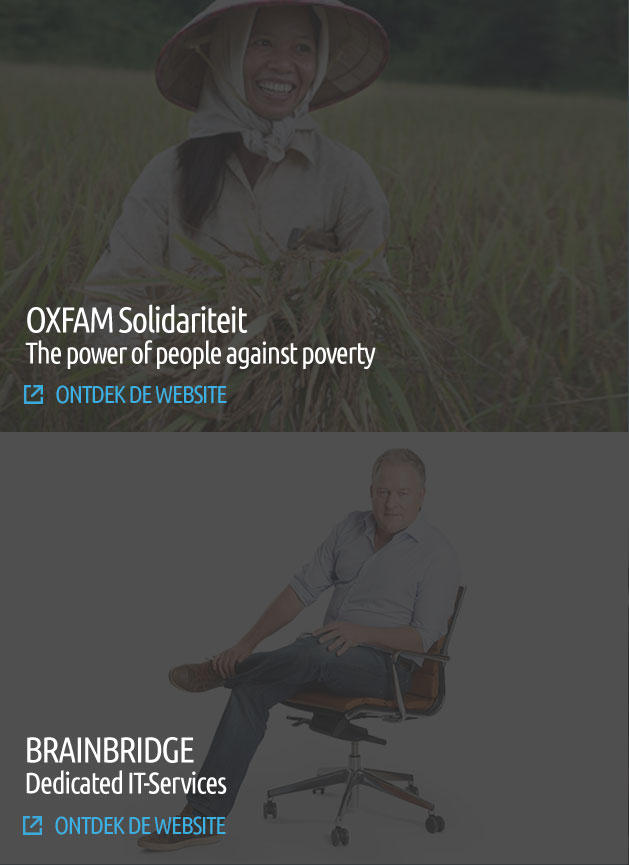 OXFAM Solidariteit
The power of people against poverty
ONTDEK DE WEBSITE
BRAINBRIDGE
Dedicated IT-Services
ONTDEK DE WEBSITE